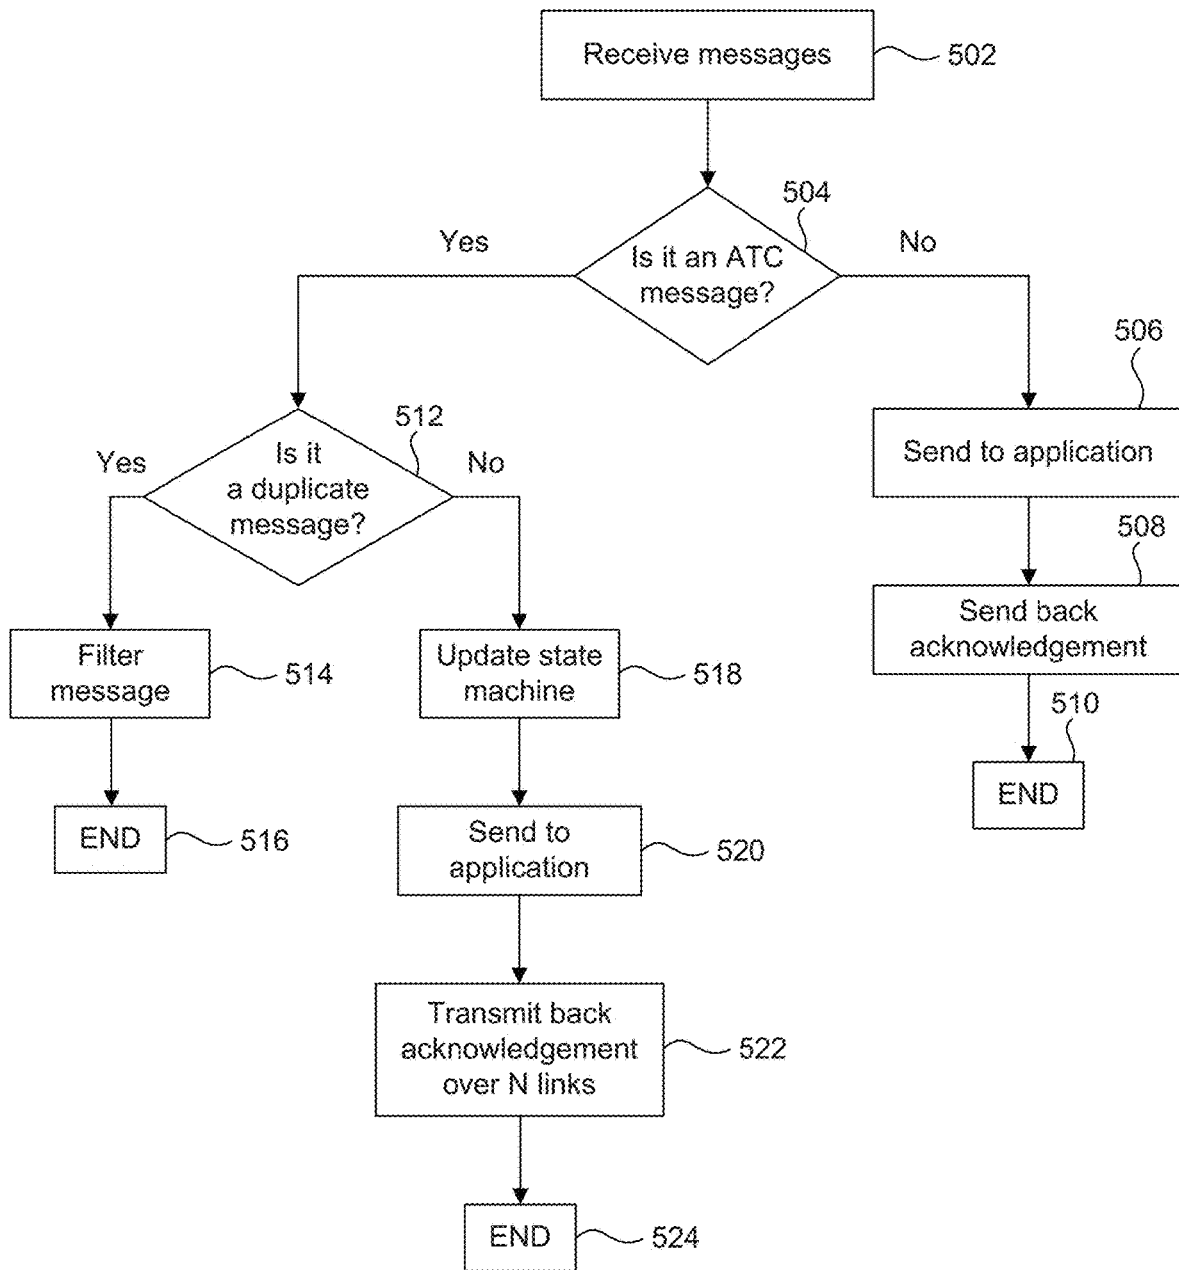 Receive messages
502
504
Yes
No
Is it an ATC
message?
506
512
Is it
a duplicate
message?
Yes
No
Send to application
508
Send back
acknowledgement
Filter
message
514
Update state
machine
518
510
END
END
516
Send to
application
520
Transmit back
acknowledgement
over N links
522
END
524